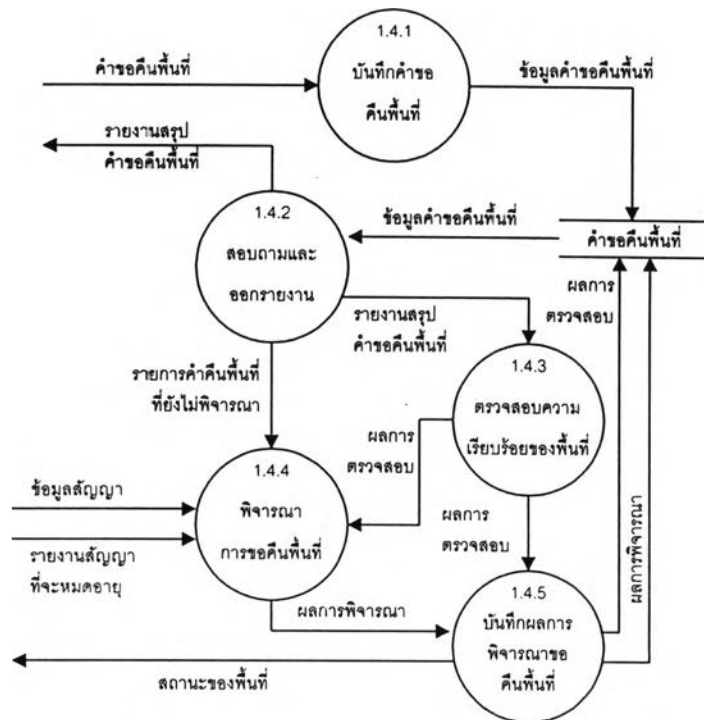 1.4.1
บันทึกคำขอ
คืนพื้นที่
คำขอคืนพื้นที่
ข้อมูลคำขอคืนพื้นที่
รายงานสรุป
คำขอคืนพื้นที่
1.4.2
สอบถามและ
ออกรายงาน
ข้อมูลคำขอคืนพื้นที่
คำขอคืนพื้นที่
ผลการ
ตรวจสอบ
รายงานสรุป
คำขอคืนพื้นที่
รายการคำคืนพื้นที่
ที่ยังไม่พิจารณา
1.4.3
ตรวจสอบความ
เรียบร้อยของพื้นที่
ผลการ
ตรวจสอบ
1.4.4
พิจารณา
การขอคืนพื้นที่
ข้อมูลสัญญา
รายงานสัญญา
ที่จะหมดอายุ
ผลการ
ตรวจสอบ
ผลการพิจารณา
ผลการพิจารณา
1.4.5
บันทึกผลการ
พิจารณาขอ
คืนพื้นที่
สถานะของพื้นที่